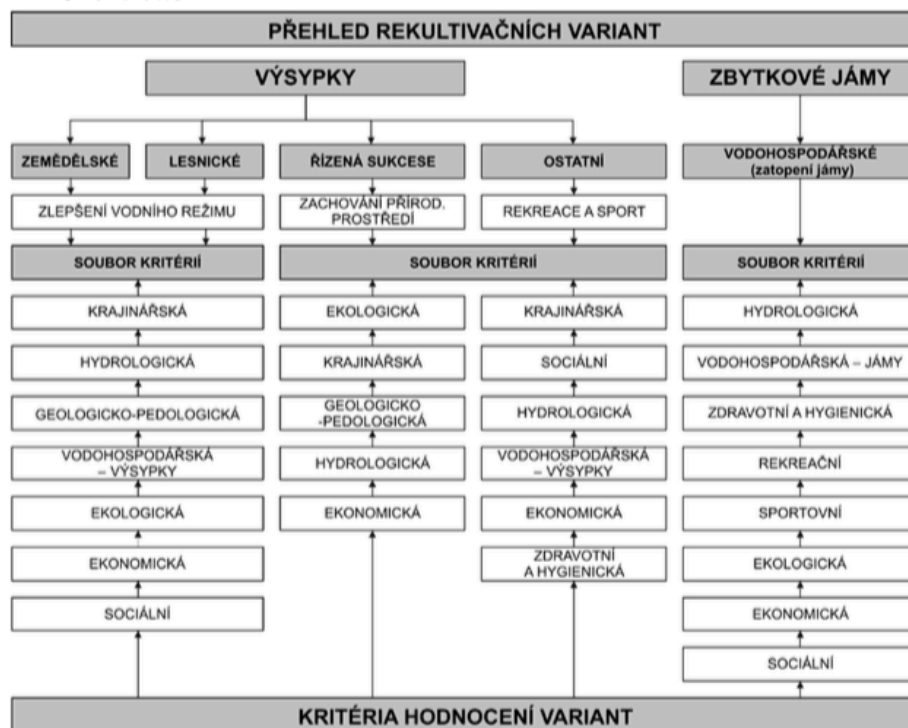 PŘEHLED REKULTIVAČNÍCH VARIANT
VÝSYPKY
ZBYTKOVÉ JÁMY
ZEMĚDĚLSKÉ
LESNICKÉ
ŘÍZENÁ SUKCESE
OSTATNÍ
VODOHOSPODÁŘSKÉ
(zatopení jámy)
ZLEPŠENÍ VODNÍHO REŽIMU
ZACHOVÁNÍ PŘÍROD.
PROSTŘEDÍ
REKREACE A SPORT
SOUBOR KRITÉRIÍ
SOUBOR KRITÉRIÍ
SOUBOR KRITÉRIÍ
KRAJINÁŘSKÁ
HYDROLOGICKÁ
GEOLOGICKO-PEDOLOGICKÁ
VODOHOSPODÁŘSKÁ
– VÝSYPKY
EKOLOGICKÁ
EKONOMICKÁ
SOCIÁLNÍ
EKOLOGICKÁ
KRAJINÁŘSKÁ
GEOLOGICKO
-PEDOLOGICKÁ
HYDROLOGICKÁ
EKONOMICKÁ
KRAJINÁŘSKÁ
SOCIÁLNÍ
HYDROLOGICKÁ
VODOHOSPODÁŘSKÁ
– VÝSYPKY
EKONOMICKÁ
ZDRAVOTNÍ
A HYGIENICKÁ
HYDROLOGICKÁ
VODOHOSPODÁŘSKÁ – JÁMY
ZDRAVOTNÍ A HYGIENICKÁ
REKREAČNÍ
SPORTOVNÍ
EKOLOGICKÁ
EKONOMICKÁ
SOCIÁLNÍ
KRITÉRIA HODNOCENÍ VARIANT